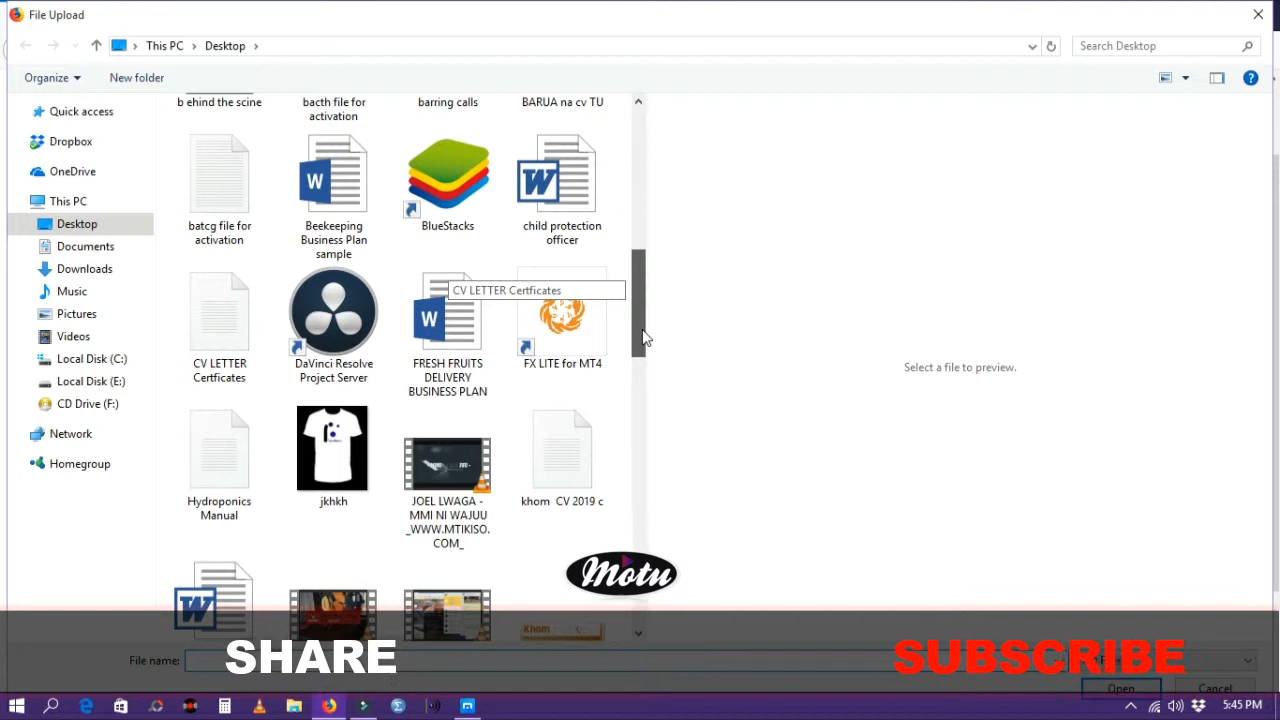 File Upload
This PC
Desktop
Search Desktop
Organize
New folder
Quick access
Dropbox
OneDrive
This PC
Desktop
Documents
Downloads
Music
Pictures
Videos
Local Disk (C:)
Local Disk (E:)
CD Drive (F:)
Network
Homegroup
b ehind the scine
bacth file for
activation
barring calls
BARUA na cv TU
batcg file for
activation
Beekeeping
Business Plan
sample
BlueStacks
child protection
officer
CV LETTER Certficates
CV LETTER
Certficates
DaVinci Resolve
Project Server
FRESH FRUITS
DELIVERY
BUSINESS PLAN
FX LITE for MT4
Hydroponics
Manual
jkhkh
JOEL LWAGA -
MMI NI WAJUU
_WWW.MTIKISO.
COM_
khom CV 2019 c
Select a file to preview.
Motu
Khom
File name:
SHARE
SUBSCRIBE
Open
Cancel
5:45 PM